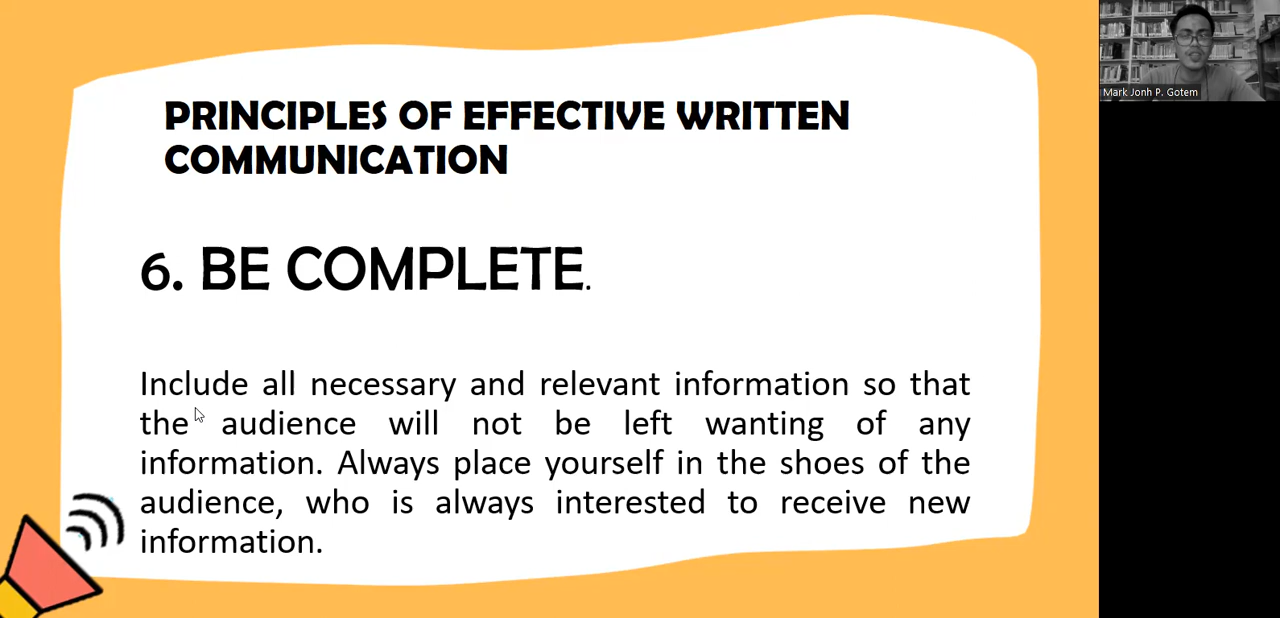 PRINCIPLES OF EFFECTIVE WRITTEN
COMMUNICATION
6. BE COMPLETE.
Include all necessary and relevant information so that
the audience will not be left wanting of any
information. Always place yourself in the shoes of the
audience, who is always interested to receive new
information.
Mark Jonh P. Gotem